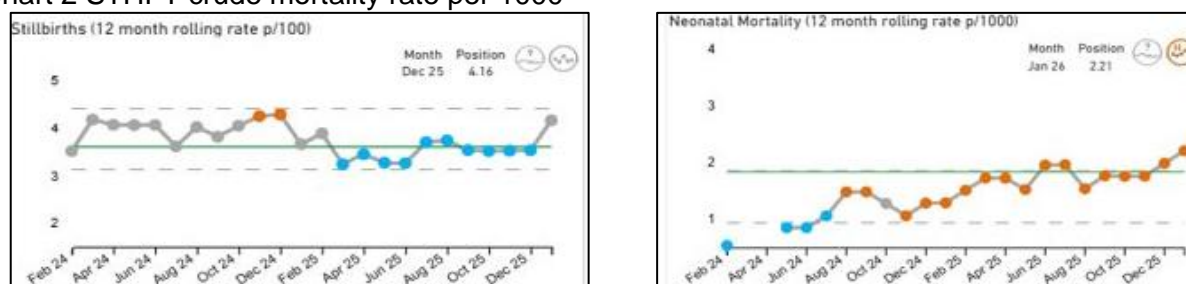 Chart 2 STHFT crude mortality rate per 1000
Stillbirths (12 month rolling rate p/100)
Month Position
Dec 25 4.16
5
4
3
2
Feb 24 Apr 24 Jun 24 Aug 24 Oct 24 Dec 24 Feb 25 Apr 25 Jun 25 Aug 25 Oct 25 Dec 25
Neonatal Mortality (12 month rolling rate p/1000)
Month Position
Jan 26 2.21
4
3
2
1
Feb 24 Apr 24 Jun 24 Aug 24 Oct 24 Dec 24 Feb 25 Apr 25 Jun 25 Aug 25 Oct 25 Dec 25